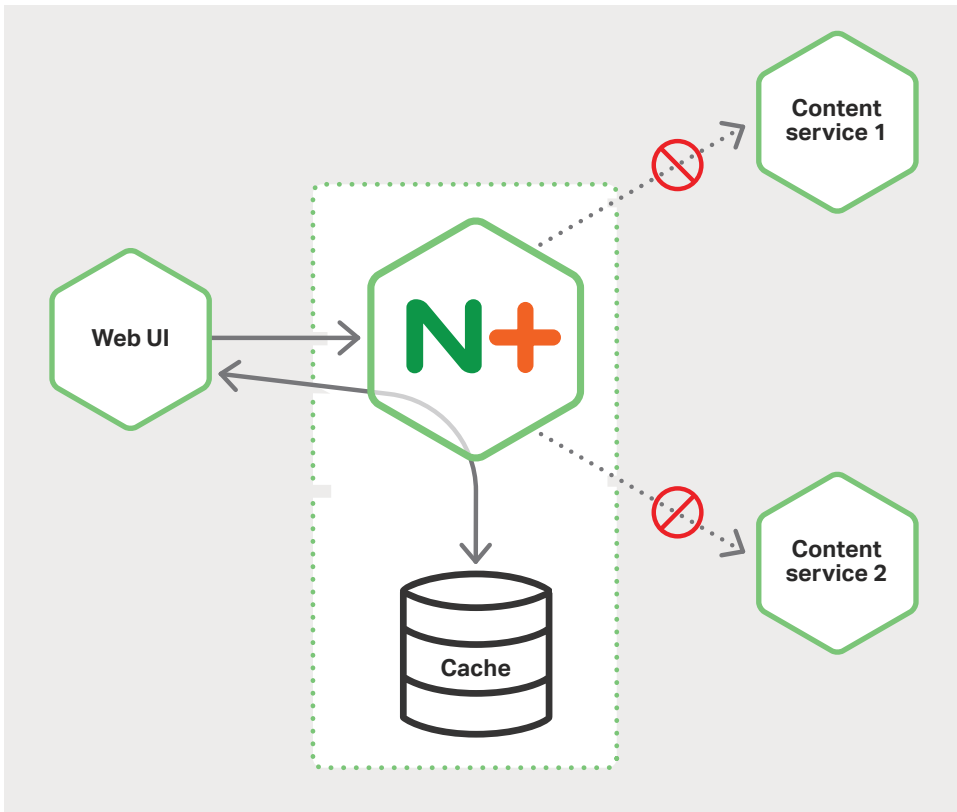 Content
service 1
Web UI
N+
Cache
Content
service 2